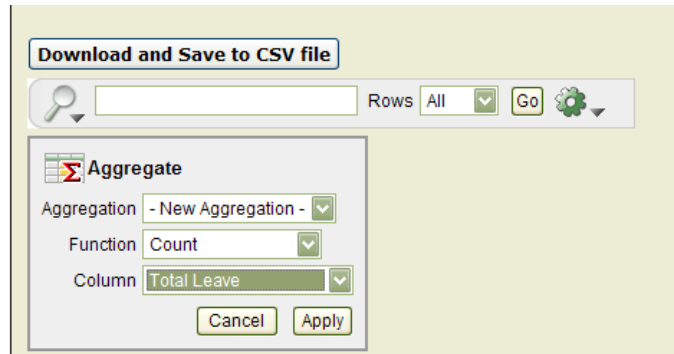 Download and Save to CSV file
Rows All Go
Aggregate
Aggregation - New Aggregation -
Function Count
Column Total Leave
Cancel Apply